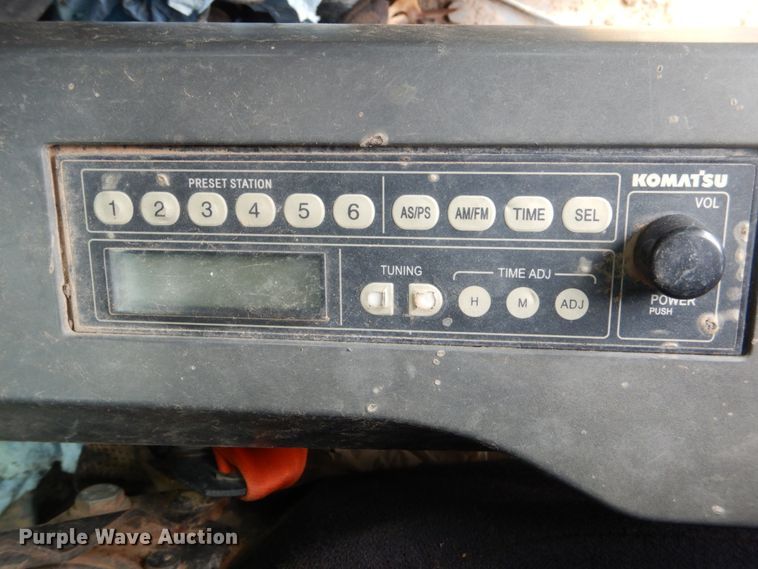 PRESET STATION
KOMATSU
1 2 3 4 5 6 AS/PS AM/FM TIME SEL
VOL
TUNING TIME ADJ
H M ADJ
POWER
PUSH
Purple Wave Auction